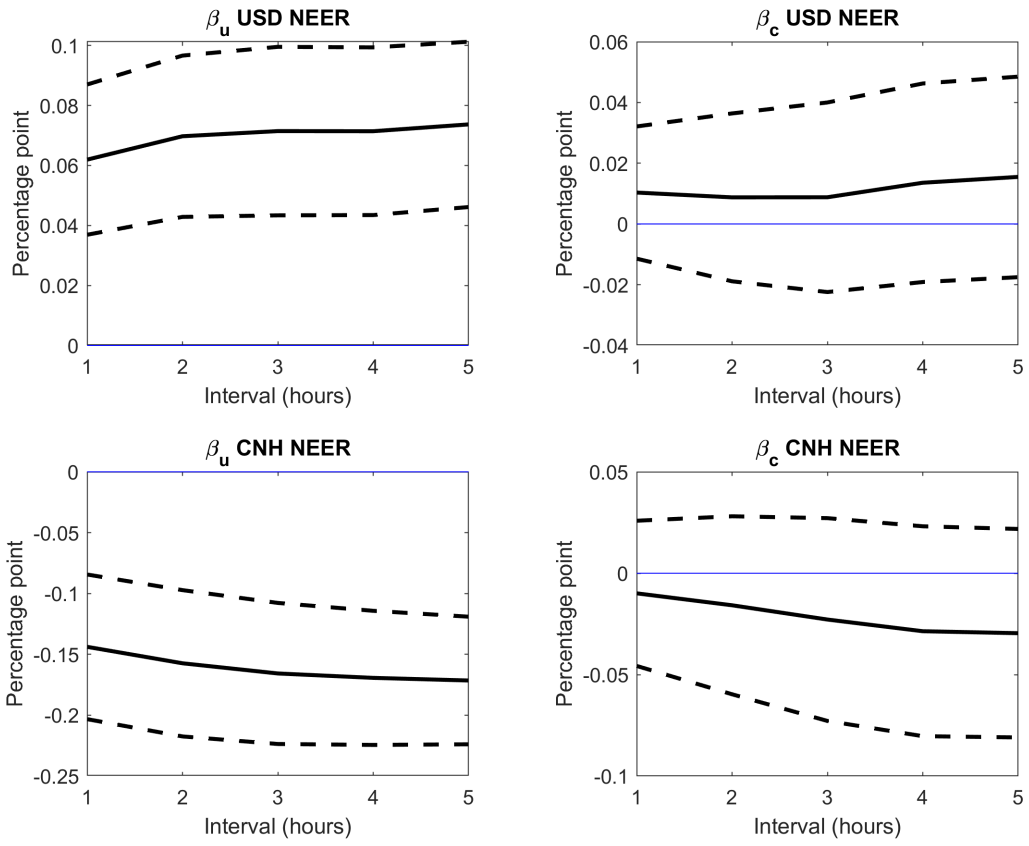 βu USD NEER
0.1
0.08
0.06
0.04
0.02
0
Percentage point
1 2 3 4 5
Interval (hours)
βc USD NEER
0.06
0.04
0.02
0
-0.02
-0.04
Percentage point
1 2 3 4 5
Interval (hours)
βu CNH NEER
0
-0.05
-0.1
-0.15
-0.2
-0.25
Percentage point
1 2 3 4 5
Interval (hours)
βc CNH NEER
0.05
0
-0.05
-0.1
Percentage point
1 2 3 4 5
Interval (hours)